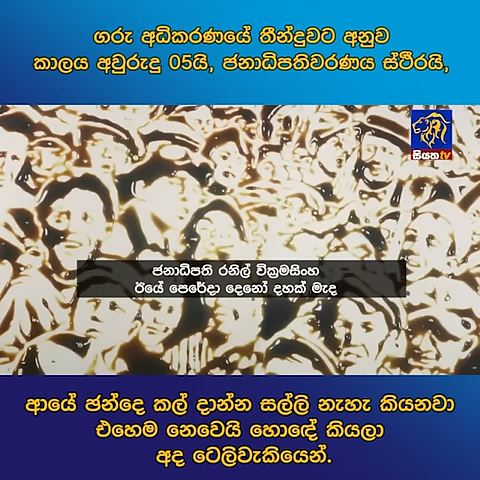 ගරු අධිකරණයේ තීන්දුවට අනුව
කාලය අවුරුදු 05යි, ජනාධිපතිවරණය ස්ථීරයි,
සියත tv
ජනාධිපති රනිල් වික්‍රමසිංහ
ඊයේ පෙරේදා දෙනෝ දහක් මැද
ආයේ ඡන්දෙ කල් දාන්න සල්ලි නැහැ කියනවා
එහෙම නෙවෙයි හොඳේ කියලා
අද ටෙලිවැකියෙන්.